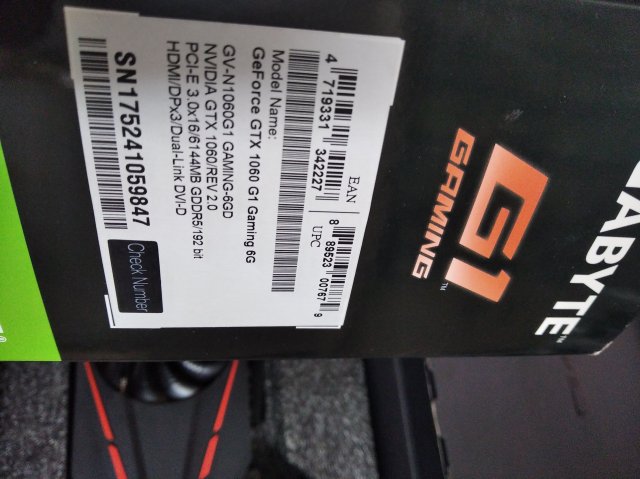 GABYTE™
G1™
GAMING
EAN
4 719331 342227
UPC
8 89523 00767 9
Model Name:
GeForce GTX 1060 G1 Gaming 6G
GV-N1060G1 GAMING-6GD
NVIDIA GTX 1060/REV 2.0
PCI-E 3.0x16/6144MB GDDR5/192 bit
HDMI/DPx3/Dual-Link DVI-D
SN175241059847
Check Number